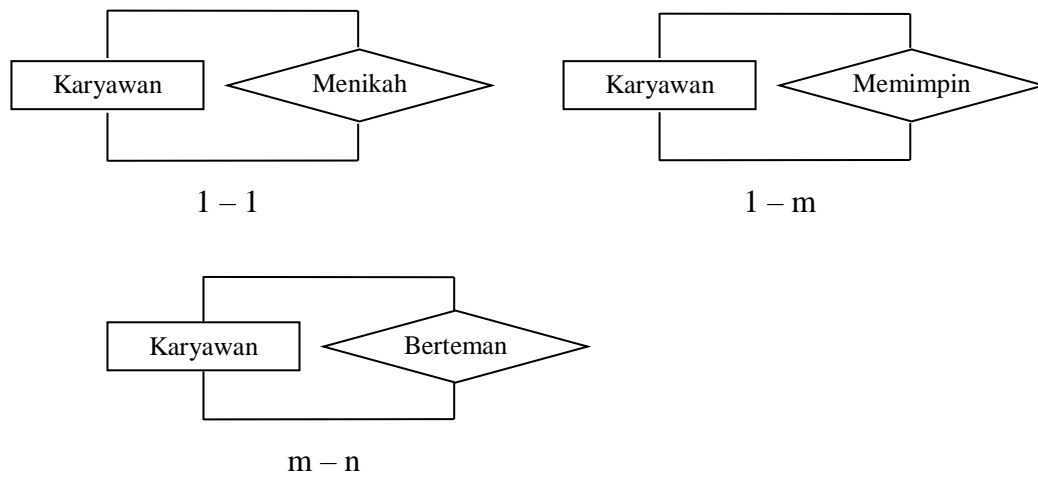 Karyawan
Menikah
1 – 1
Karyawan
Memimpin
1 – m
Karyawan
Berteman
m – n